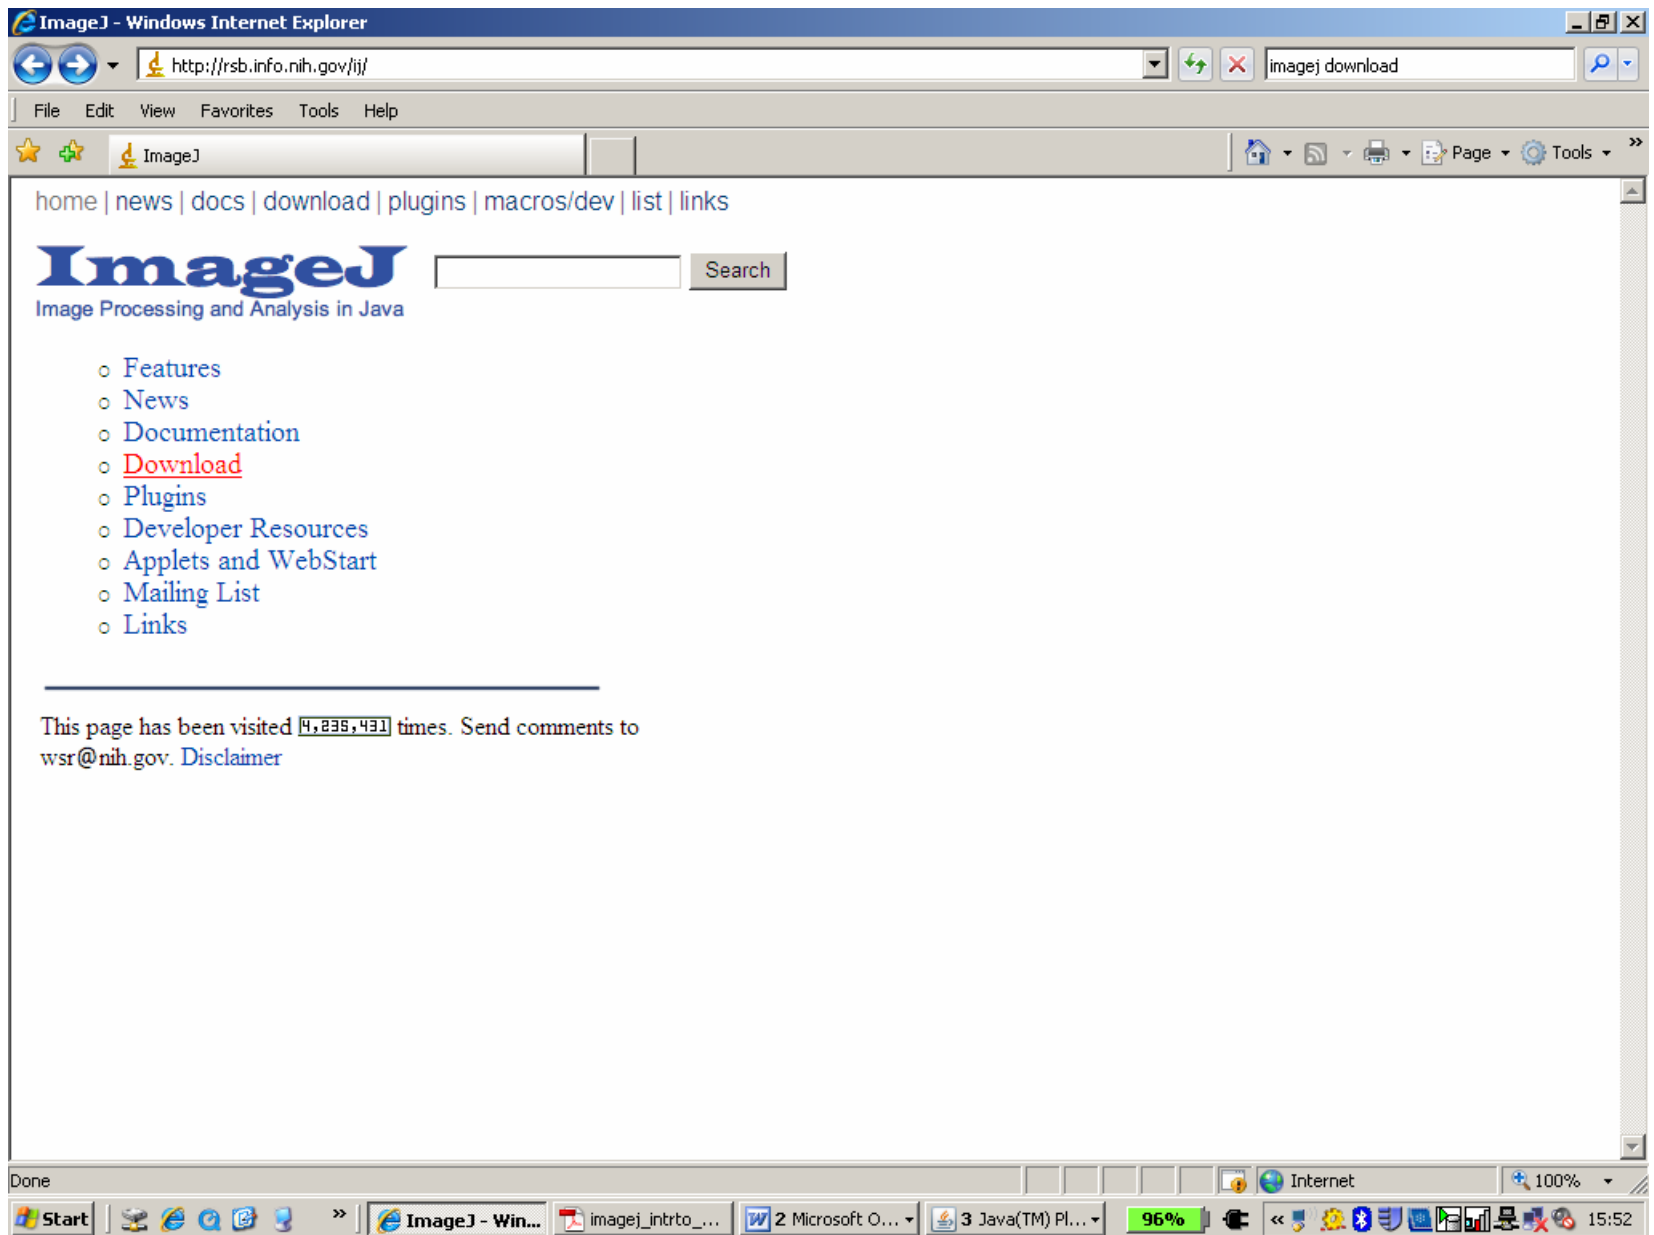 ImageJ - Windows Internet Explorer
http://rsb.info.nih.gov/ij/
imagej download
File Edit View Favorites Tools Help
ImageJ
Page Tools »
home | news | docs | download | plugins | macros/dev | list | links
ImageJ
Search
Image Processing and Analysis in Java
Features
News
Documentation
Download
Plugins
Developer Resources
Applets and WebStart
Mailing List
Links
This page has been visited 4,235,431 times. Send comments to
wsr@nih.gov. Disclaimer
Done
Internet
100%
Start » ImageJ - Win... imagej_intrto_... 2 Microsoft O... 3 Java(TM) Pl... 96% « 15:52